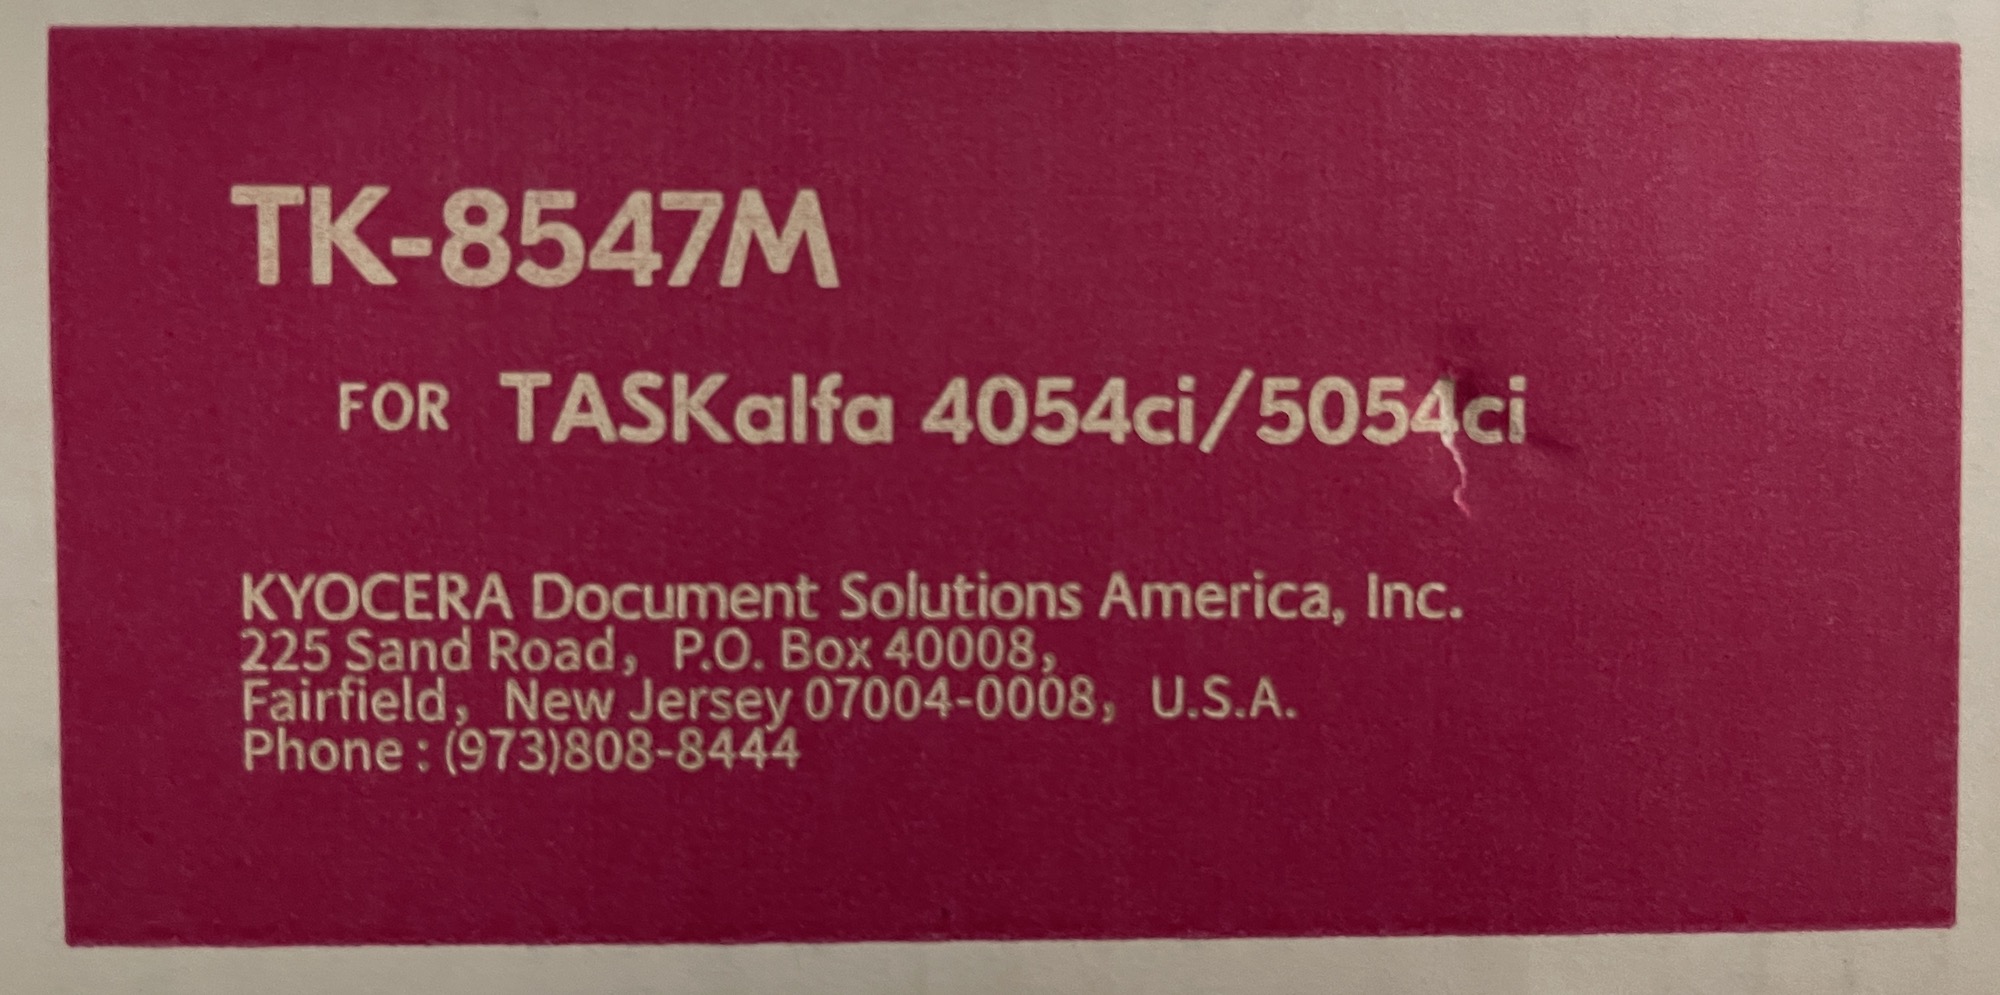 TK-8547M
FOR TASKalfa 4054ci/5054ci
KYOCERA Document Solutions America, Inc.
225 Sand Road, P.O. Box 40008,
Fairfield, New Jersey 07004-0008, U.S.A.
Phone : (973)808-8444